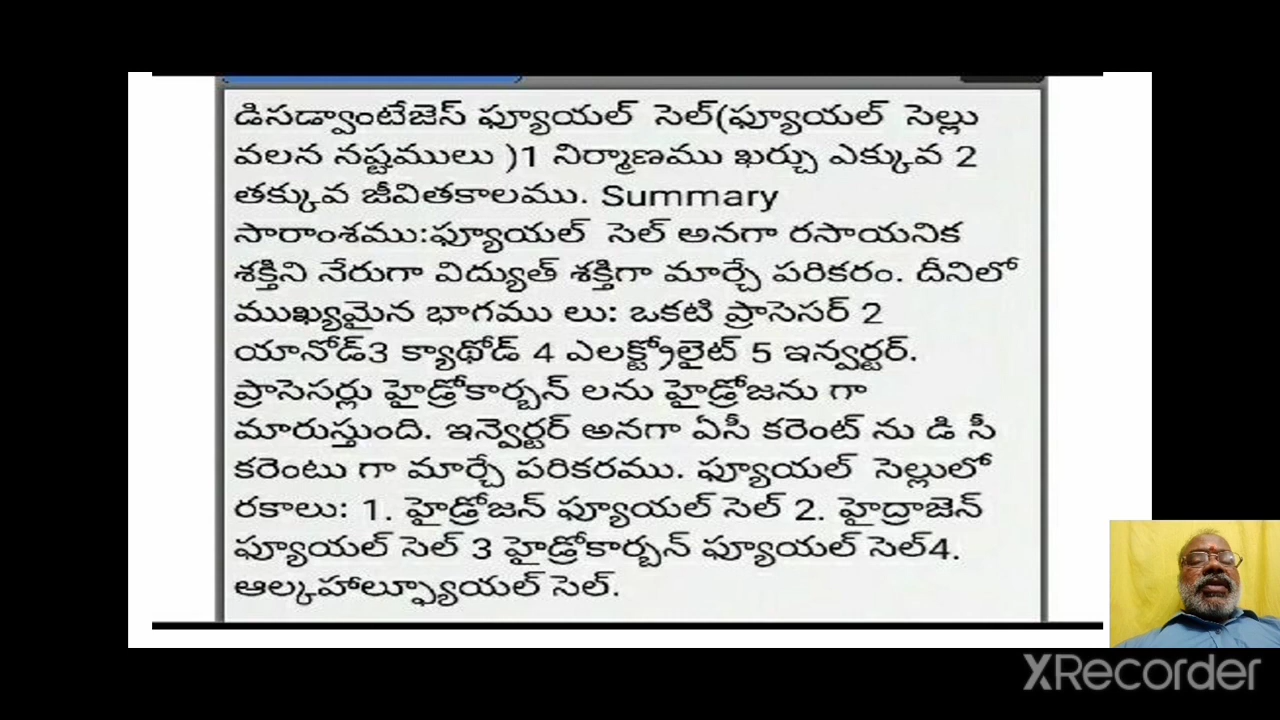 డిసడ్వాంటేజెస్ ఫ్యూయల్ సెల్(ఫ్యూయల్ సెల్లు
వలన నష్టములు )1 నిర్మాణము ఖర్చు ఎక్కువ 2
తక్కువ జీవితకాలము. Summary
సారాంశము:ఫ్యూయల్ సెల్ అనగా రసాయనిక
శక్తిని నేరుగా విద్యుత్ శక్తిగా మార్చే పరికరం. దీనిలో
ముఖ్యమైన భాగము లు: ఒకటి ప్రాసెసర్ 2
యానోడ్3 క్యాథోడ్ 4 ఎలక్ట్రోలైట్ 5 ఇన్వర్టర్.
ప్రాసెసర్లు హైడ్రోకార్బన్ లను హైడ్రోజను గా
మారుస్తుంది. ఇన్వెర్టర్ అనగా ఏసీ కరెంట్ ను డి సీ
కరెంటు గా మార్చే పరికరము. ఫ్యూయల్ సెల్లులో
రకాలు: 1. హైడ్రోజన్ ఫ్యూయల్ సెల్ 2. హైద్రాజెన్
ఫ్యూయల్ సెల్ 3 హైడ్రోకార్బన్ ఫ్యూయల్ సెల్4.
ఆల్కహాల్ఫ్యూయల్ సెల్.
XRecorder